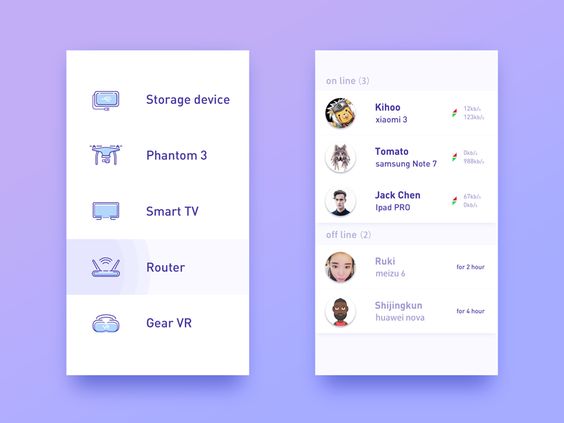 Storage device
Phantom 3
Smart TV
Router
Gear VR
on line (3)
Kihoo
xiaomi 3
12kb/s
123kb/s
Tomato
samsung Note 7
0kb/s
988kb/s
Jack Chen
Ipad PRO
67kb/s
0kb/s
off line (2)
Ruki
meizu 6
for 2 hour
Shijingkun
huawei nova
for 4 hour